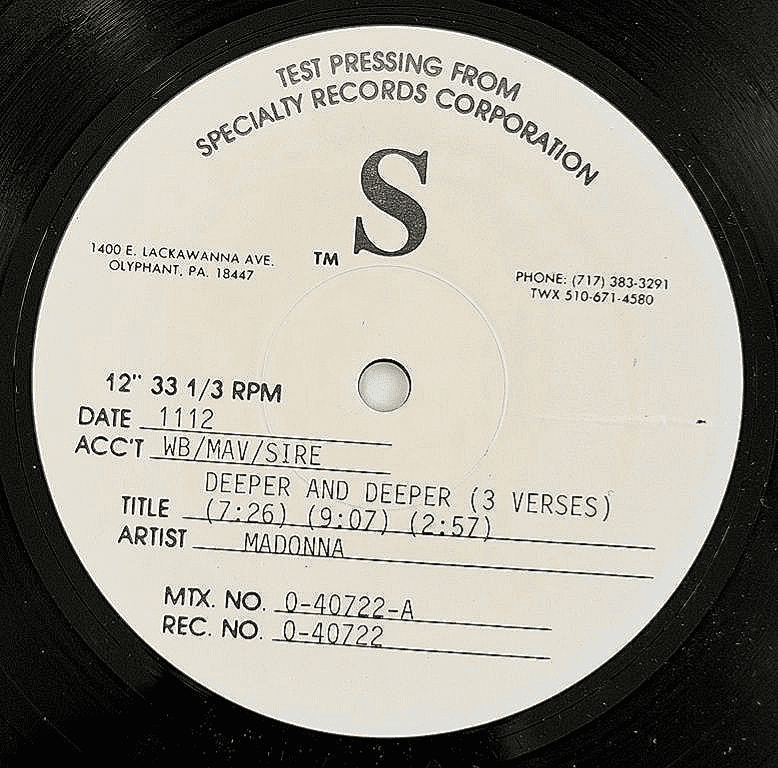 TEST PRESSING FROM
SPECIALTY RECORDS CORPORATION
S
TM
1400 E. LACKAWANNA AVE.
OLYPHANT, PA. 18447
PHONE: (717) 383-3291
TWX 510-671-4580
12" 33 1/3 RPM
DATE 1112
ACC'T WB/MAV/SIRE
DEEPER AND DEEPER (3 VERSES)
TITLE (7:26) (9:07) (2:57)
ARTIST MADONNA
MTX. NO. 0-40722-A
REC. NO. 0-40722